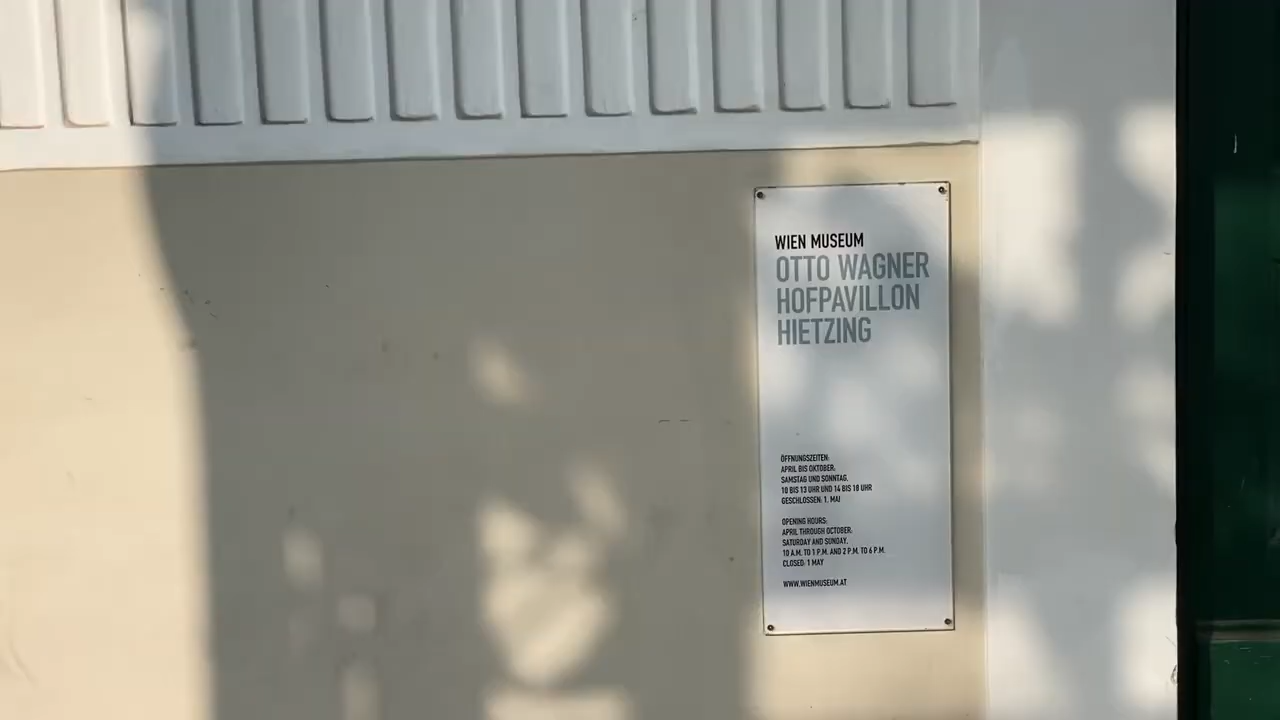 WIEN MUSEUM
OTTO WAGNER
HOFPAVILLON
HIETZING
ÖFFNUNGSZEITEN:
APRIL BIS OKTOBER:
SAMSTAG UND SONNTAG,
10 BIS 13 UHR UND 14 BIS 18 UHR
GESCHLOSSEN: 1. MAI
OPENING HOURS:
APRIL THROUGH OCTOBER:
SATURDAY AND SUNDAY,
10 A.M. TO 1 P.M. AND 2 P.M. TO 6 P.M.
CLOSED: 1 MAY
WWW.WIENMUSEUM.AT